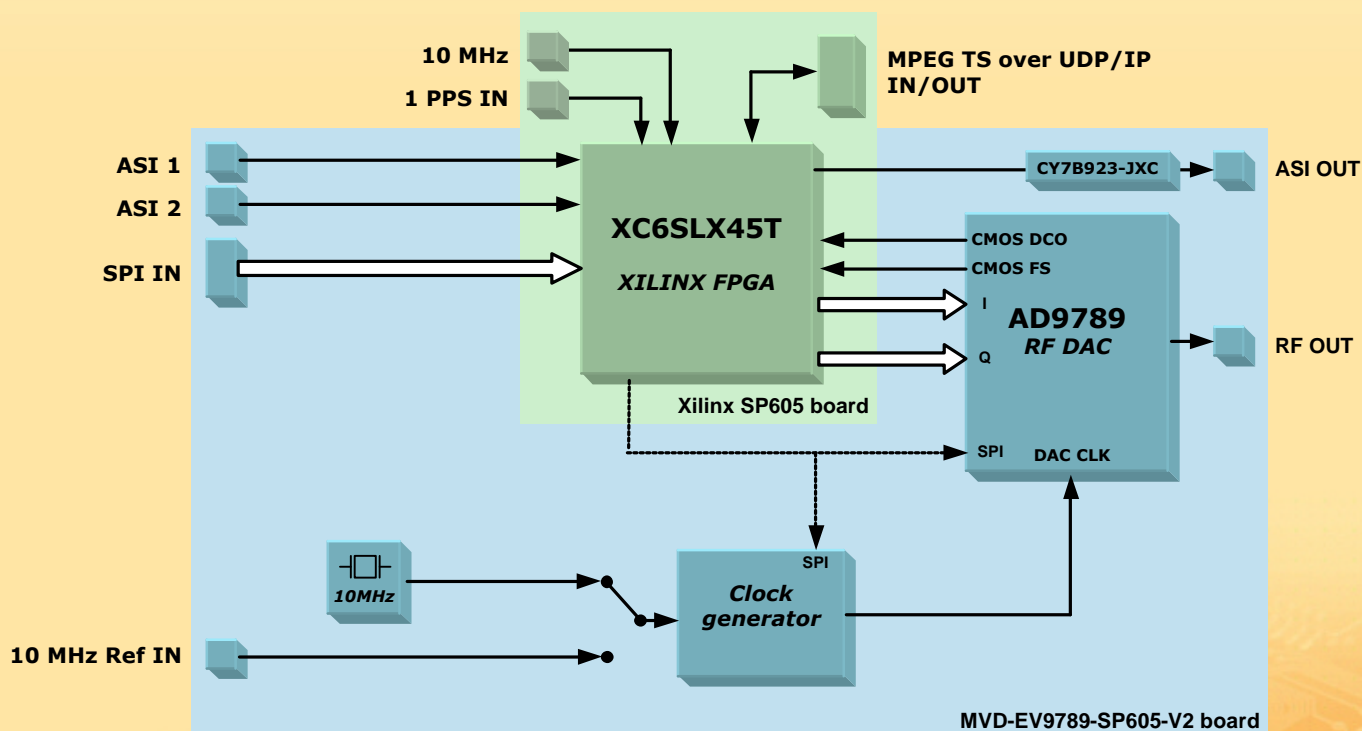 10 MHz
1 PPS IN
MPEG TS over UDP/IP
IN/OUT
ASI 1
ASI 2
SPI IN
XC6SLX45T
XILINX FPGA
CY7B923-JXC
ASI OUT
CMOS DCO
CMOS FS
I
AD9789
RF DAC
Q
RF OUT
Xilinx SP605 board
SPI
DAC CLK
SPI
10MHz
Clock
generator
10 MHz Ref IN
MVD-EV9789-SP605-V2 board